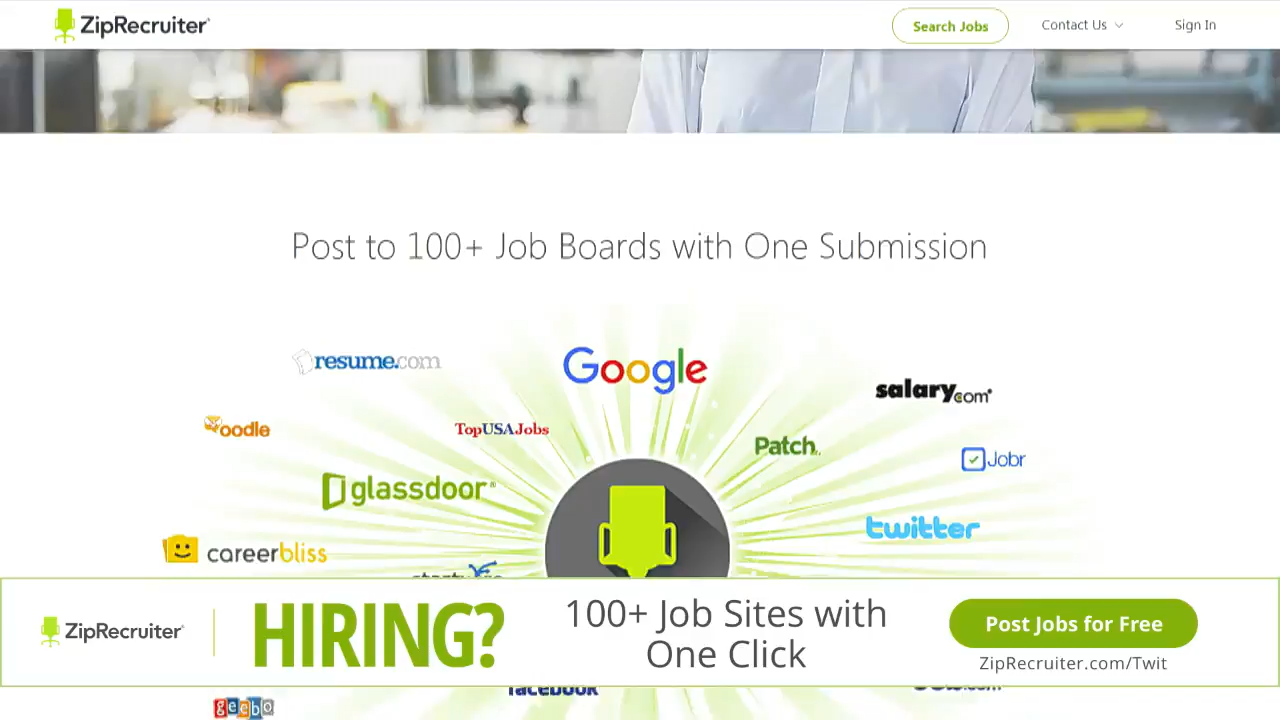 ZipRecruiter
Search Jobs
Contact Us
Sign In
Post to 100+ Job Boards with One Submission
resume.com
Google
salary.com
oodle
TopUSAJobs
Patch
Jobr
glassdoor
twitter
careerbliss
ZipRecruiter
HIRING?
100+ Job Sites with
One Click
Post Jobs for Free
ZipRecruiter.com/Twit
facebook
geebo